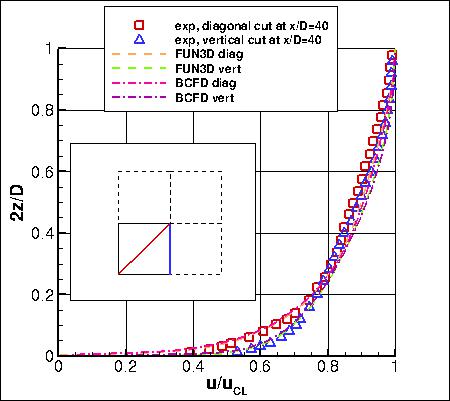 exp, diagonal cut at x/D=40
exp, vertical cut at x/D=40
FUN3D diag
FUN3D vert
BCFD diag
BCFD vert
1
0.8
0.6
0.4
0.2
0
2z/D
0 0.2 0.4 0.6 0.8 1
u/uCL